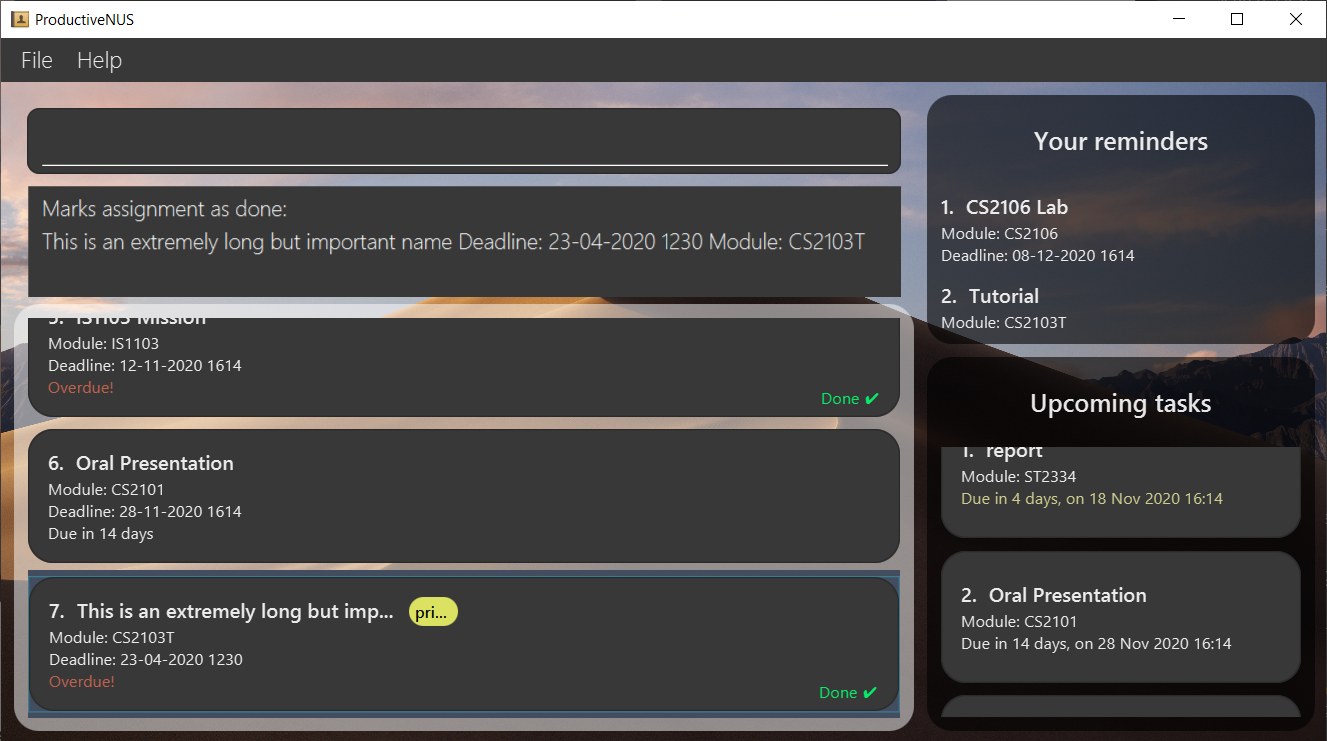 ProductiveNUS
File Help
Marks assignment as done:
This is an extremely long but important name Deadline: 23-04-2020 1230 Module: CS2103T
5. IS1103 Mission
Module: IS1103
Deadline: 12-11-2020 1614
Overdue!
Done ✔
6. Oral Presentation
Module: CS2101
Deadline: 28-11-2020 1614
Due in 14 days
7. This is an extremely long but imp... pri...
Module: CS2103T
Deadline: 23-04-2020 1230
Overdue!
Done ✔
Your reminders
1. CS2106 Lab
Module: CS2106
Deadline: 08-12-2020 1614
2. Tutorial
Module: CS2103T
Upcoming tasks
1. report
Module: ST2334
Due in 4 days, on 18 Nov 2020 16:14
2. Oral Presentation
Module: CS2101
Due in 14 days, on 28 Nov 2020 16:14